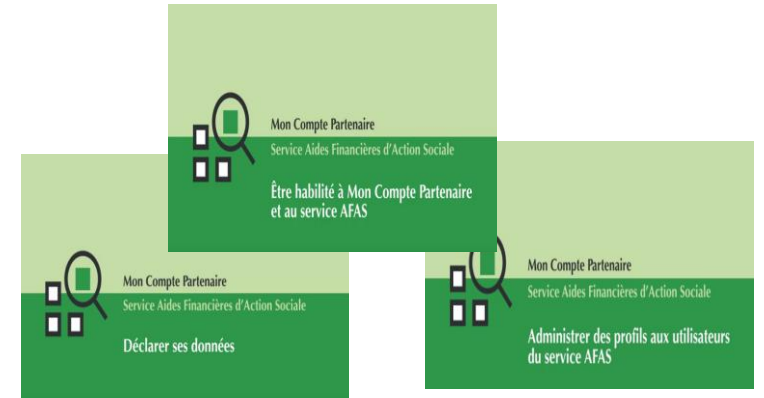 Mon Compte Partenaire
Service Aides Financières d'Action Sociale
Être habilité à Mon Compte Partenaire
et au service AFAS
Mon Compte Partenaire
Service Aides Financières d'Action Sociale
Déclarer ses données
Mon Compte Partenaire
Service Aides Financières d'Action Sociale
Administrer des profils aux utilisateurs
du service AFAS